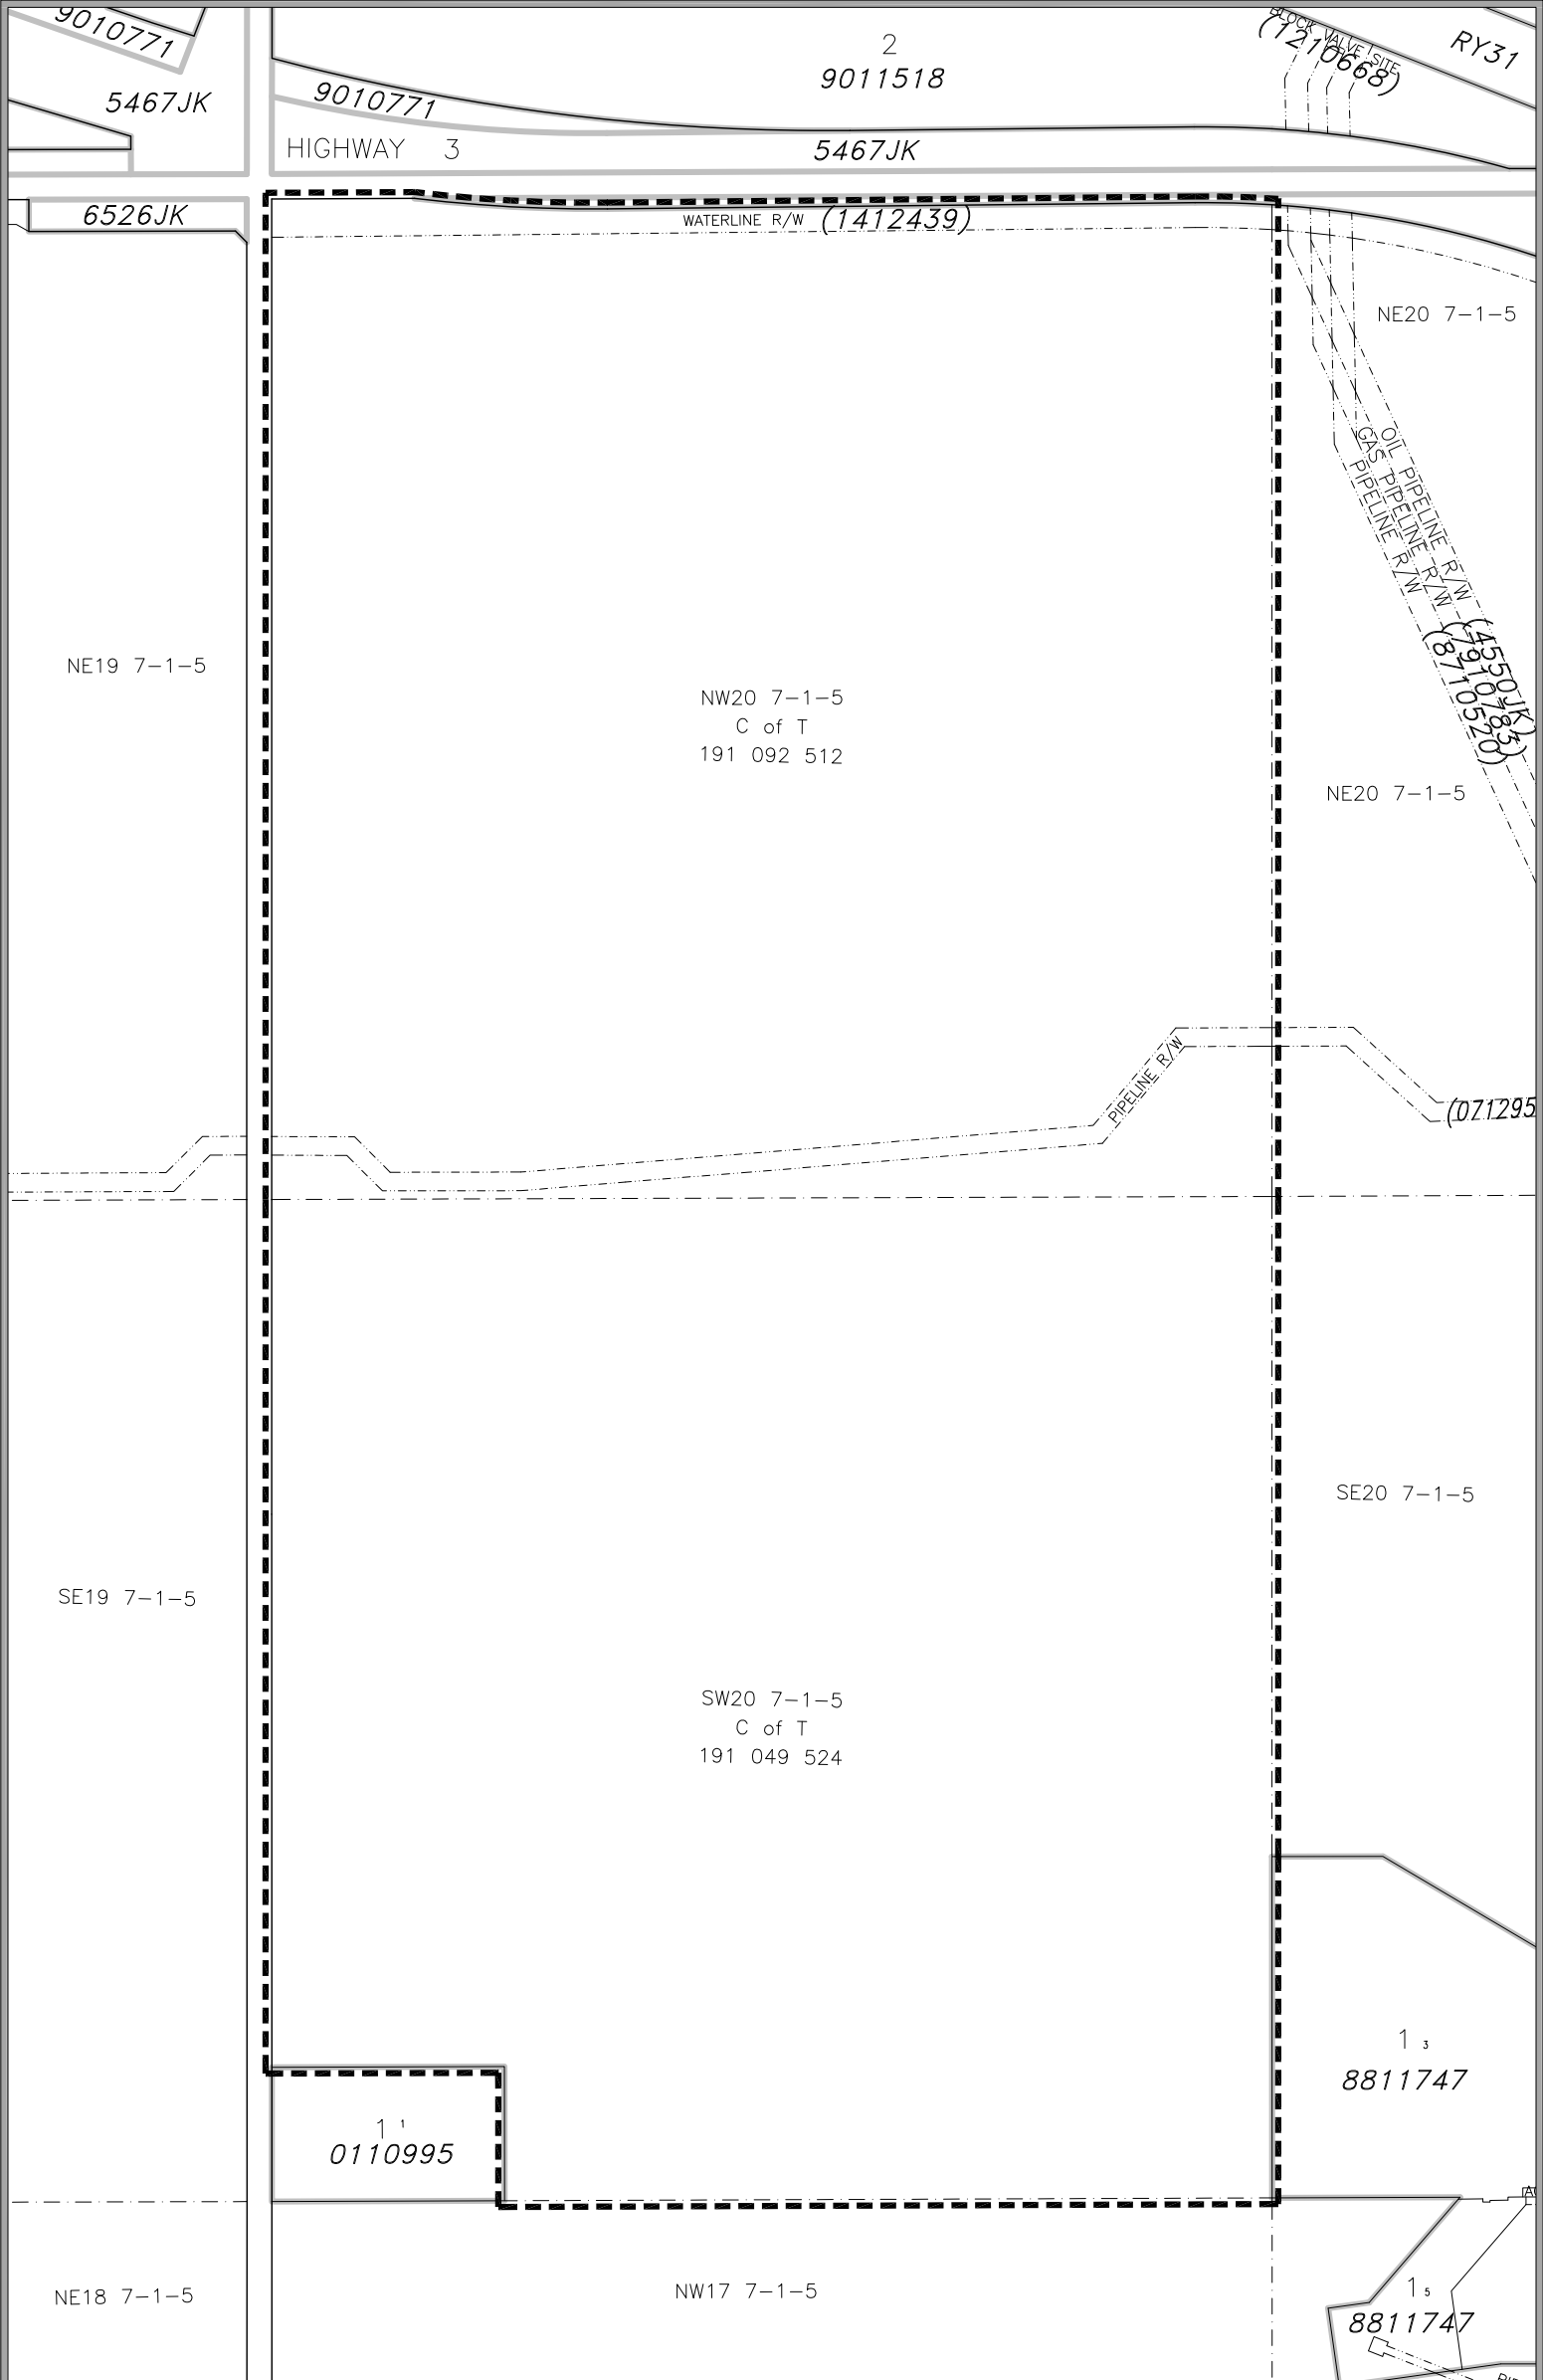 9010771
5467JK
2
9011518
BLOCK VALVE SITE
(1210668)
RY31
9010771
HIGHWAY 3
5467JK
6526JK
WATERLINE R/W (1412439)
NE20 7-1-5
OIL PIPELINE R/W (4550JK)
GAS PIPELINE R/W (7910783)
PIPELINE R/W (8710520)
NE19 7-1-5
NW20 7-1-5
C of T
191 092 512
NE20 7-1-5
PIPELINE R/W
(071295
SE20 7-1-5
SE19 7-1-5
SW20 7-1-5
C of T
191 049 524
1 3
8811747
1 1
0110995
NE18 7-1-5
NW17 7-1-5
1 5
8811747